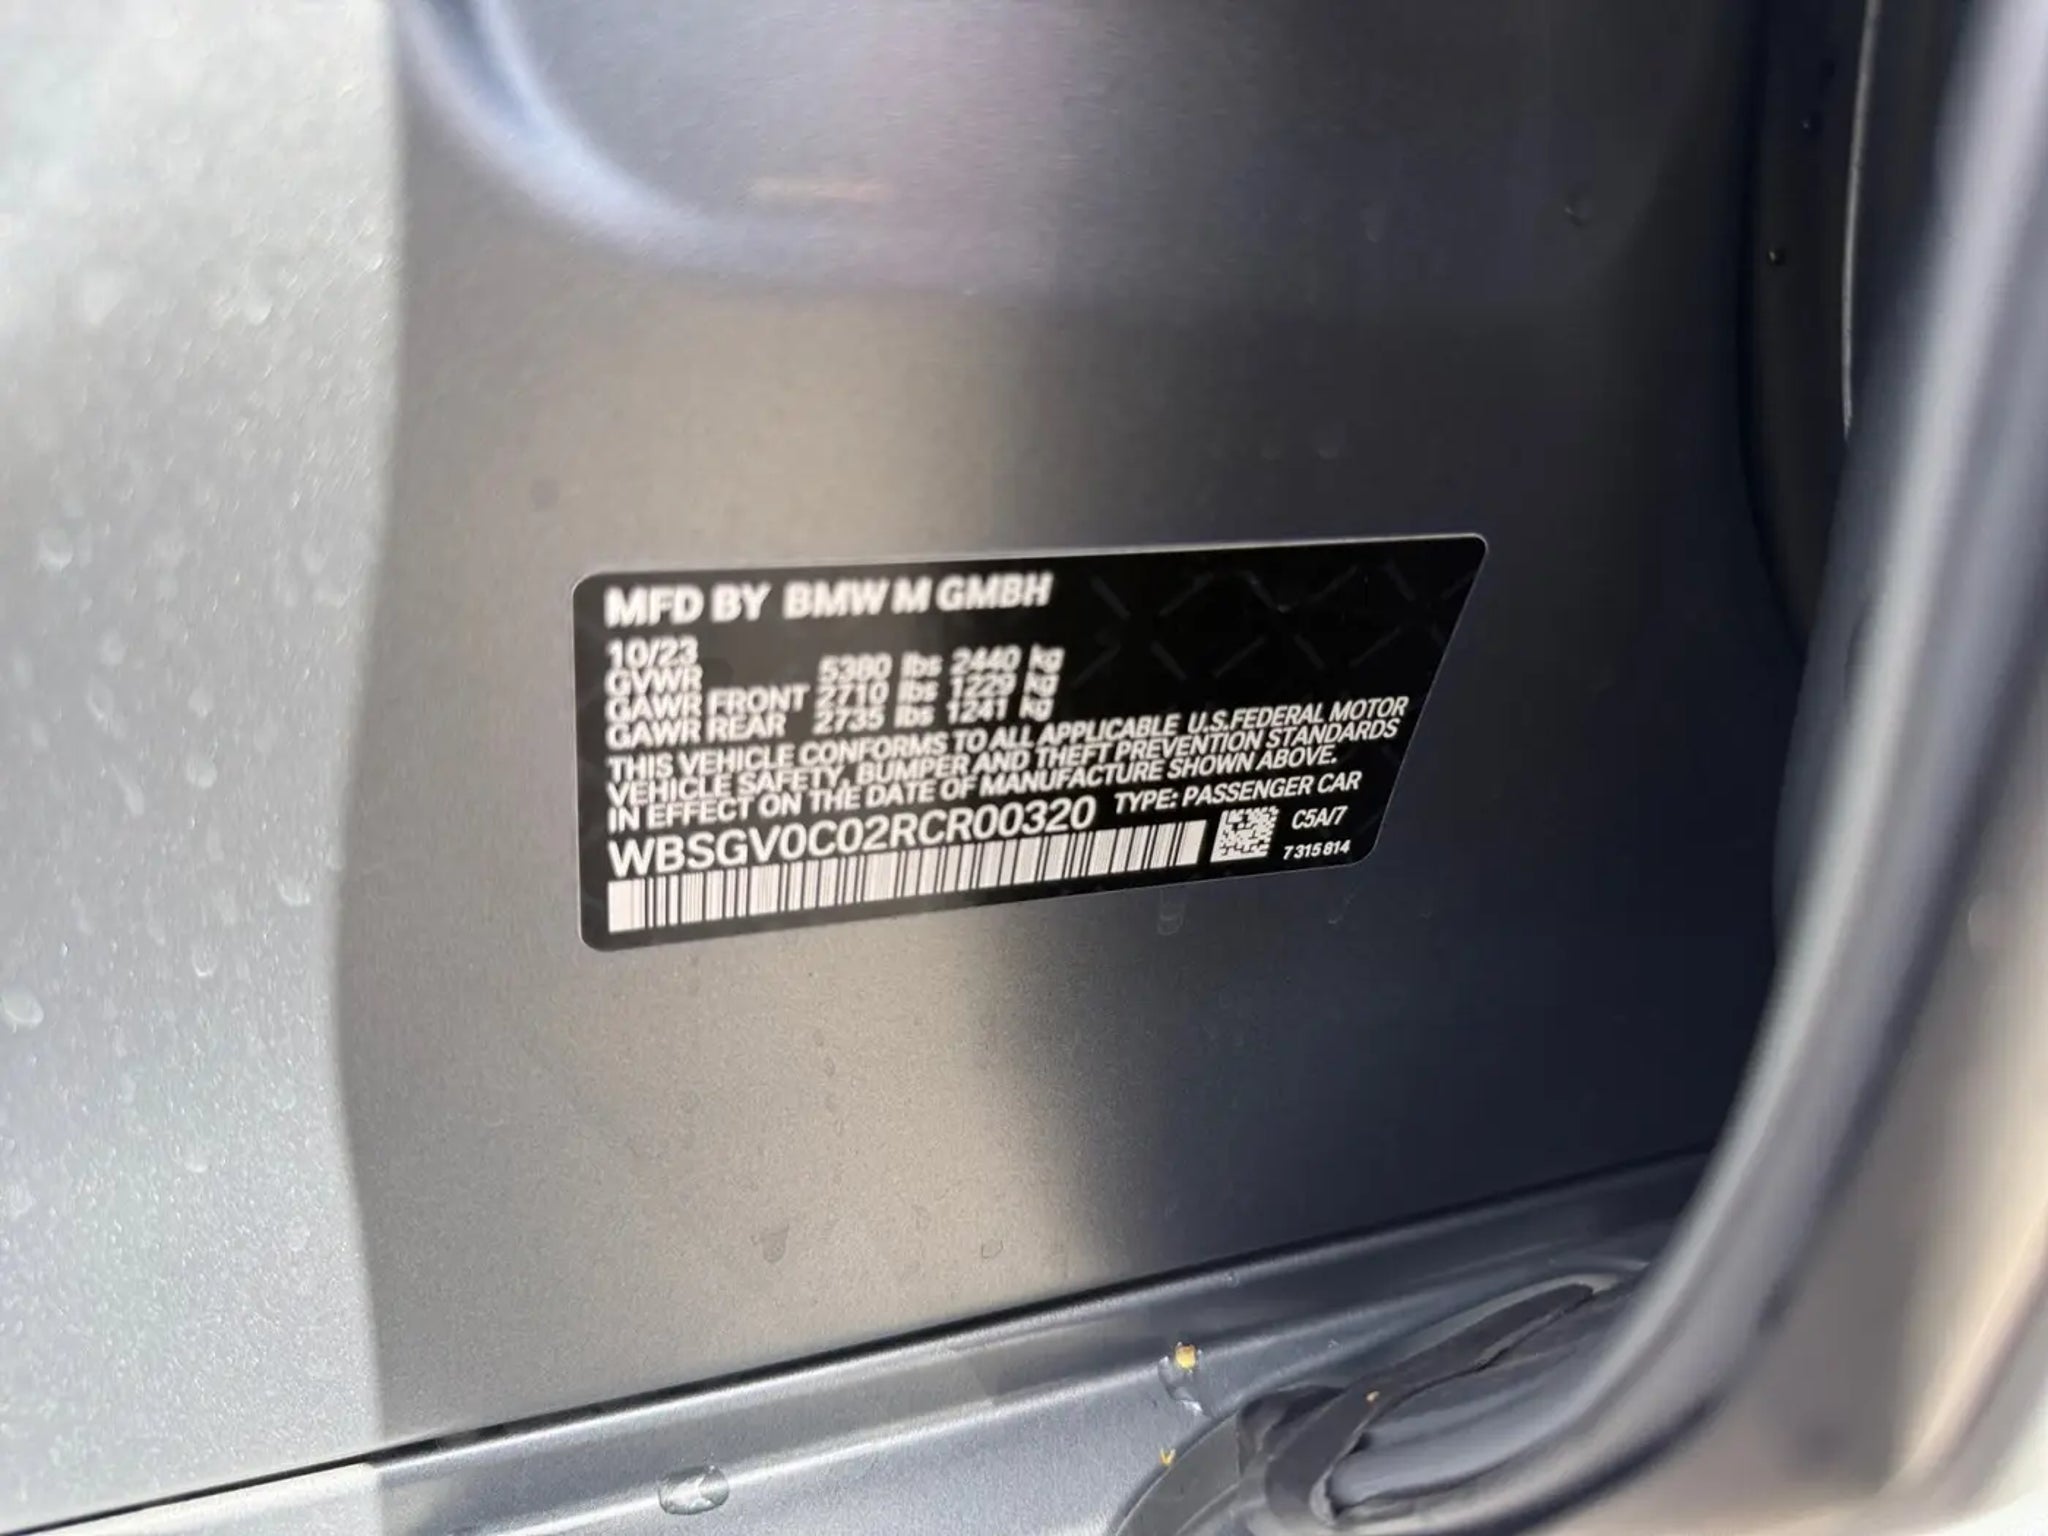 MFD BY BMW M GMBH
10/23
GVWR 5380 lbs 2440 kg
GAWR FRONT 2710 lbs 1229 kg
GAWR REAR 2735 lbs 1241 kg
THIS VEHICLE CONFORMS TO ALL APPLICABLE U.S.FEDERAL MOTOR
VEHICLE SAFETY, BUMPER AND THEFT PREVENTION STANDARDS
IN EFFECT ON THE DATE OF MANUFACTURE SHOWN ABOVE.
WBSGV0C02RCR00320 TYPE: PASSENGER CAR
C5A/7
7 315 814